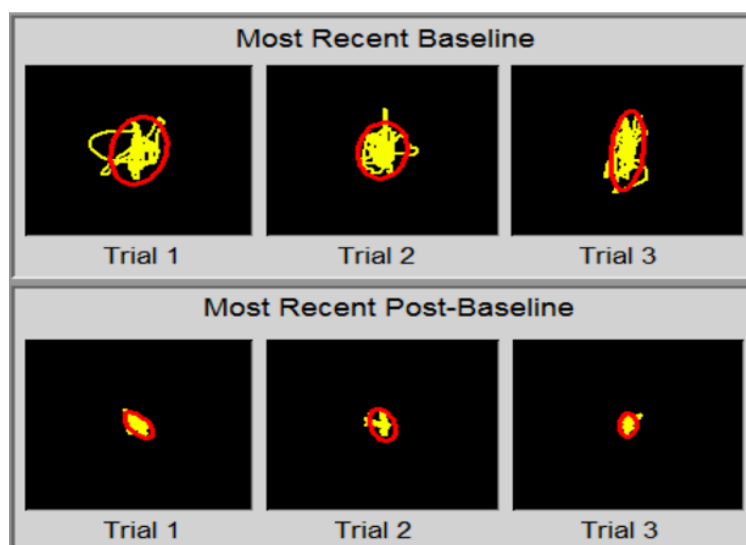 Most Recent Baseline
Trial 1 Trial 2 Trial 3
Most Recent Post-Baseline
Trial 1 Trial 2 Trial 3